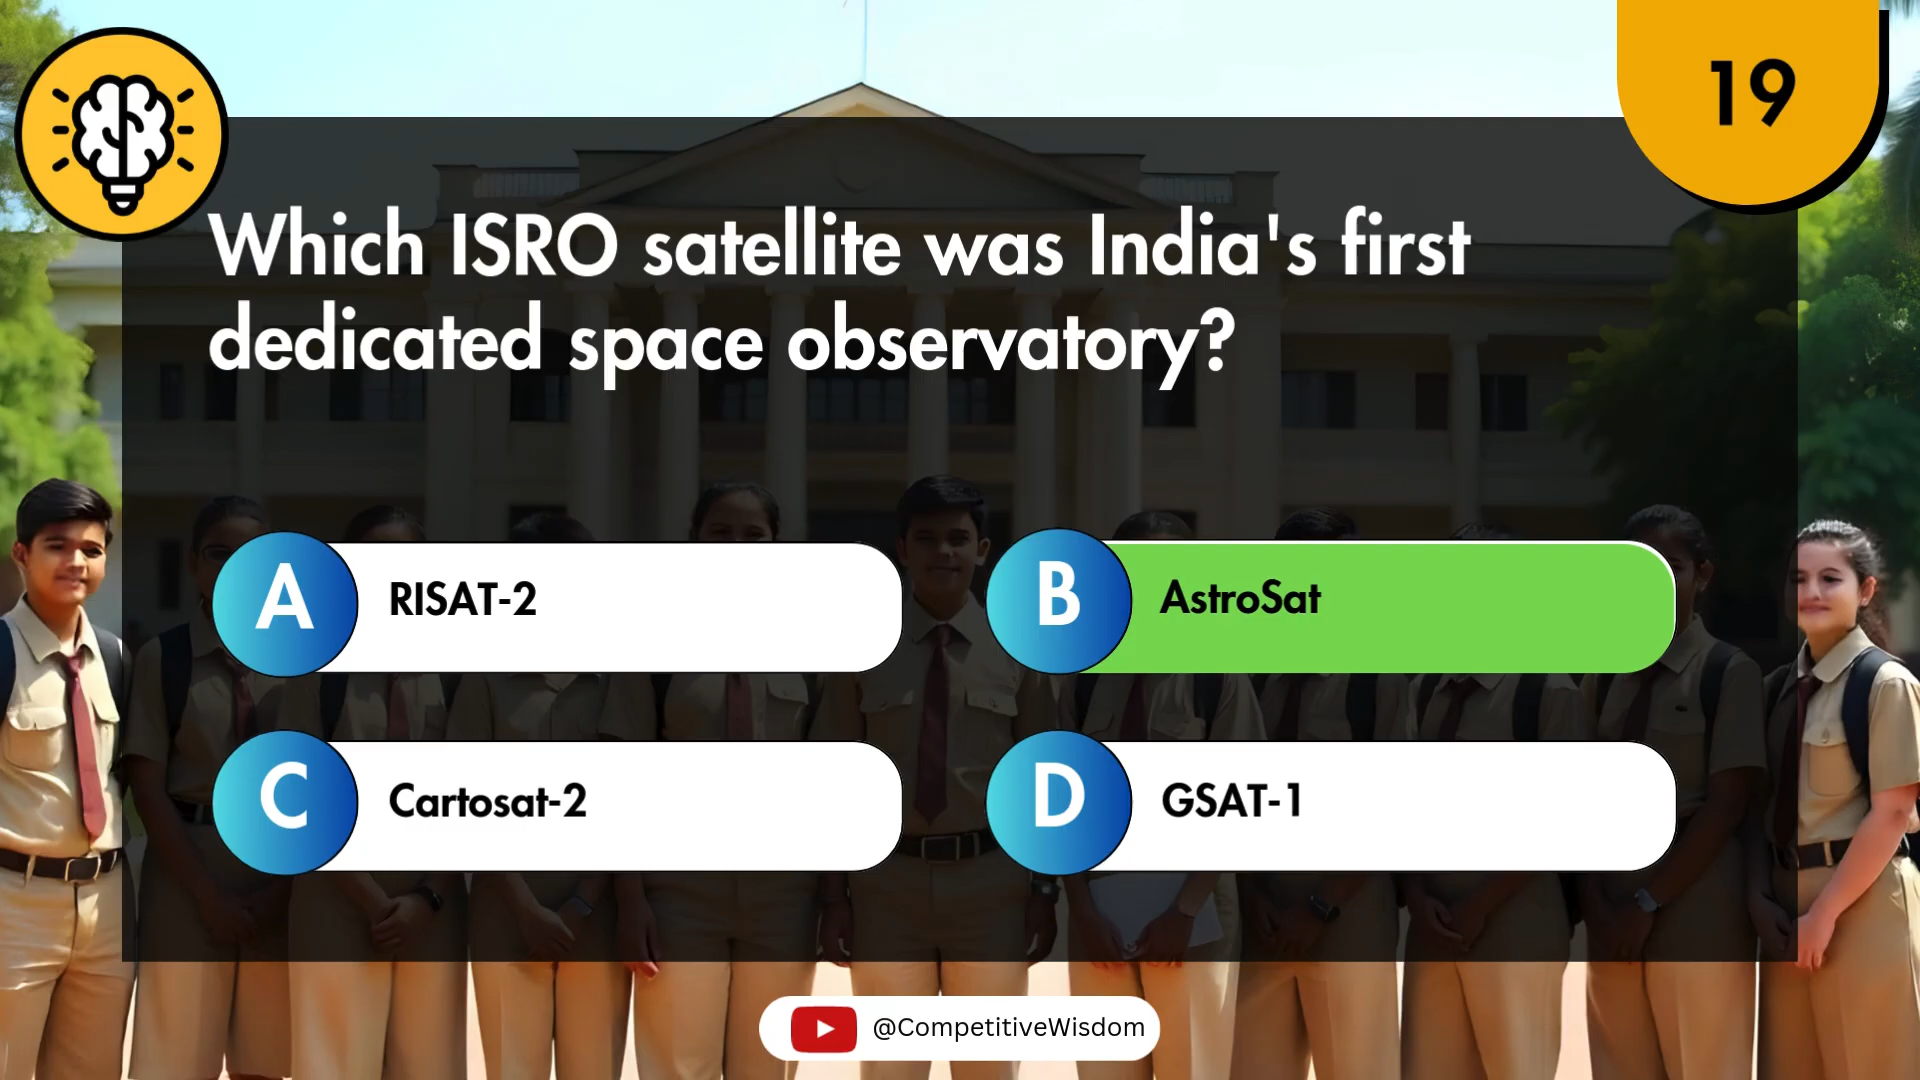 19
Which ISRO satellite was India's first
dedicated space observatory?
A RISAT-2
B AstroSat
C Cartosat-2
D GSAT-1
@CompetitiveWisdom